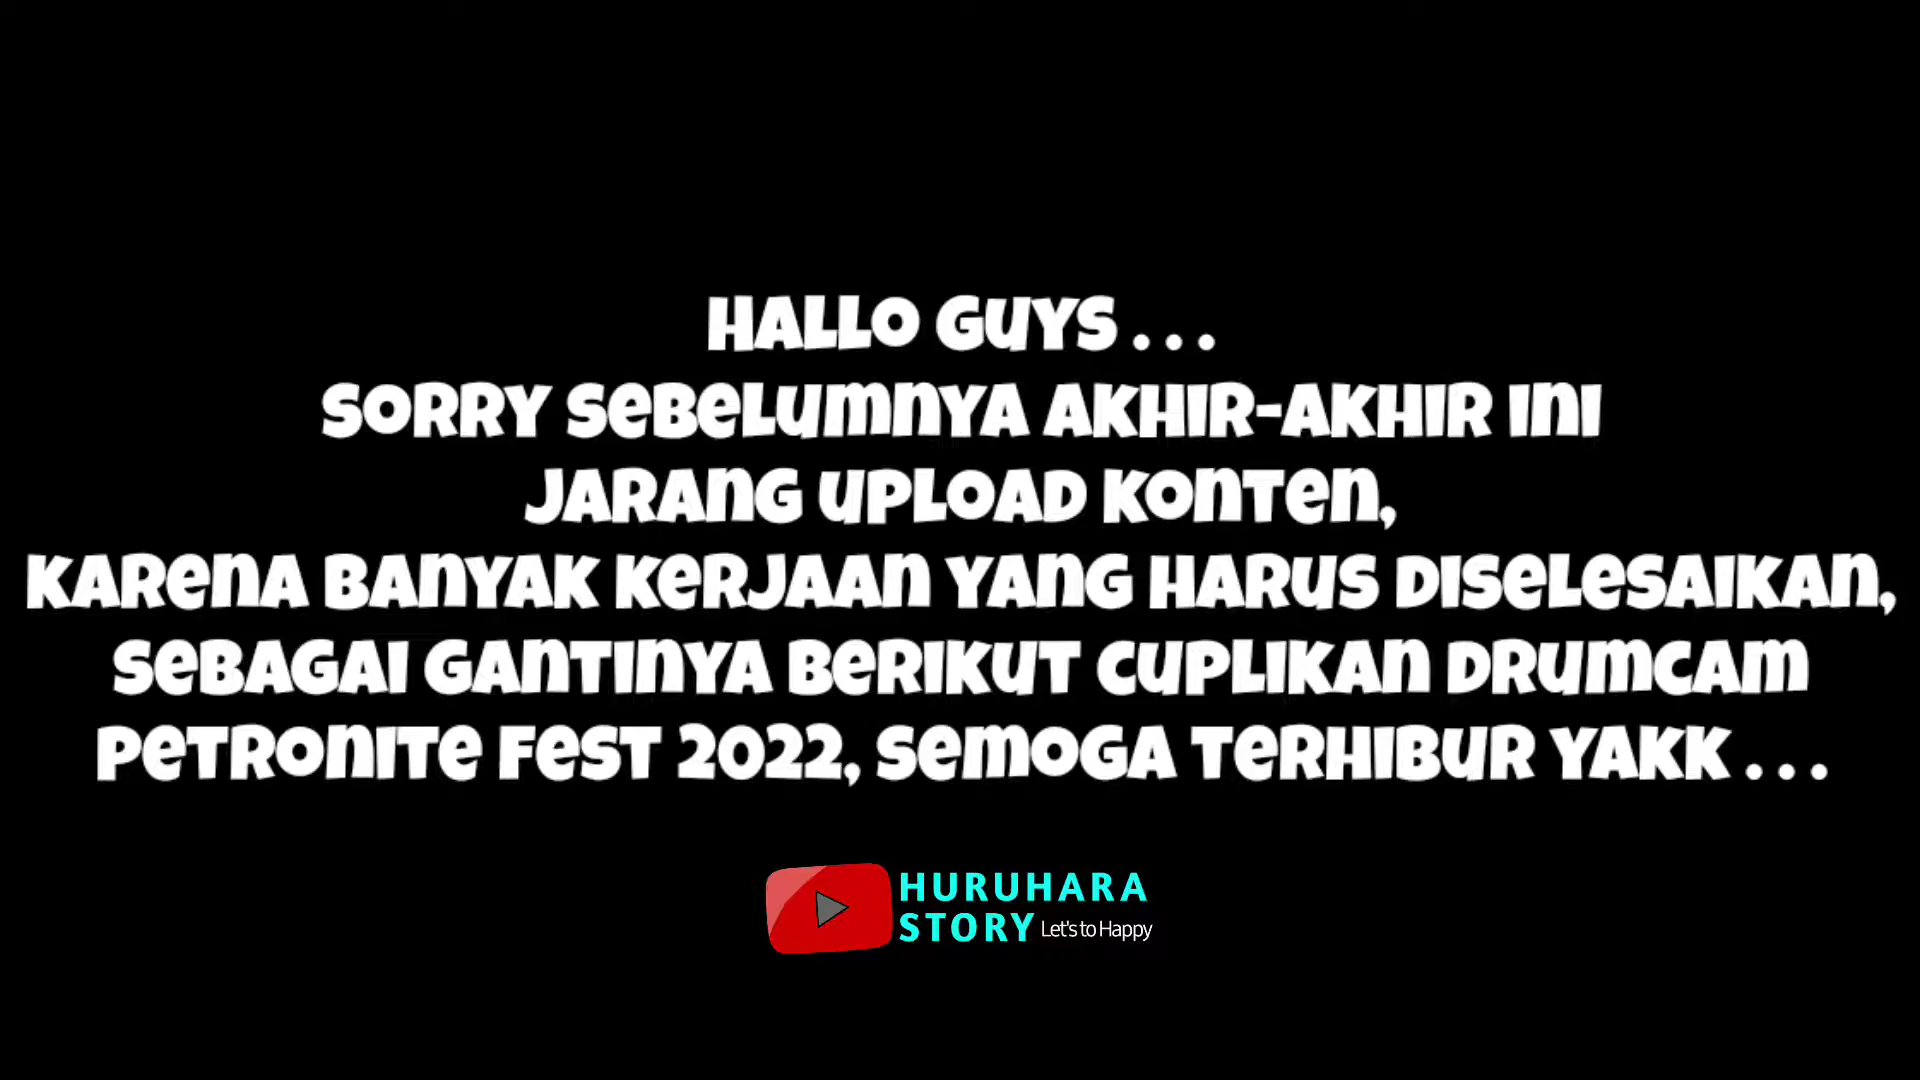 HALLO GUYS . . .
SORRY SEBELUMNYA AKHIR-AKHIR INI
JARANG UPLOAD KONTEN,
KARENA BANYAK KERJAAN YANG HARUS DISELESAIKAN,
SEBAGAI GANTINYA BERIKUT CUPLIKAN DRUMCAM
PETRONITE FEST 2022, SEMOGA TERHIBUR YAKK . . .
HURUHARA
STORY Let's to Happy